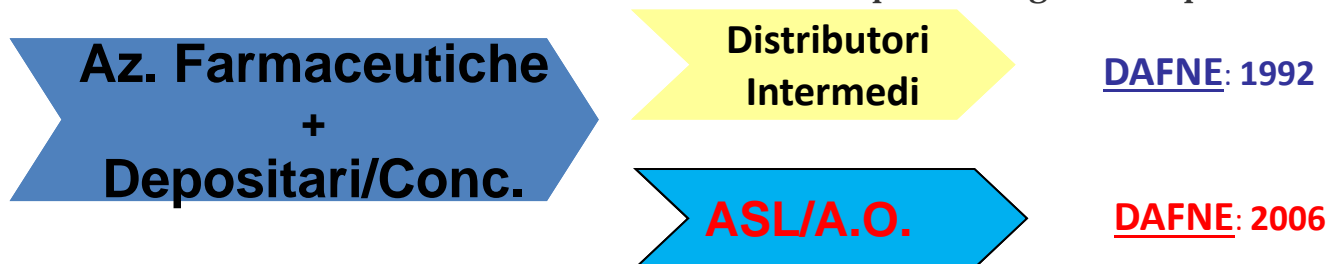 Az. Farmaceutiche
+
Depositari/Conc.
Distributori
Intermedi
DAFNE: 1992
ASL/A.O.
DAFNE: 2006